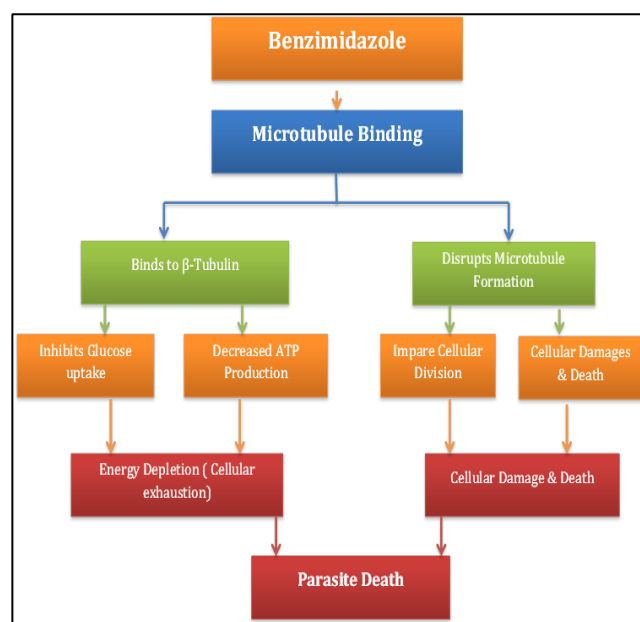 Benzimidazole
Microtubule Binding
Binds to β-Tubulin
Disrupts Microtubule
Formation
Inhibits Glucose
uptake
Decreased ATP
Production
Impare Cellular
Division
Cellular Damages
& Death
Energy Depletion ( Cellular
exhaustion)
Cellular Damage & Death
Parasite Death